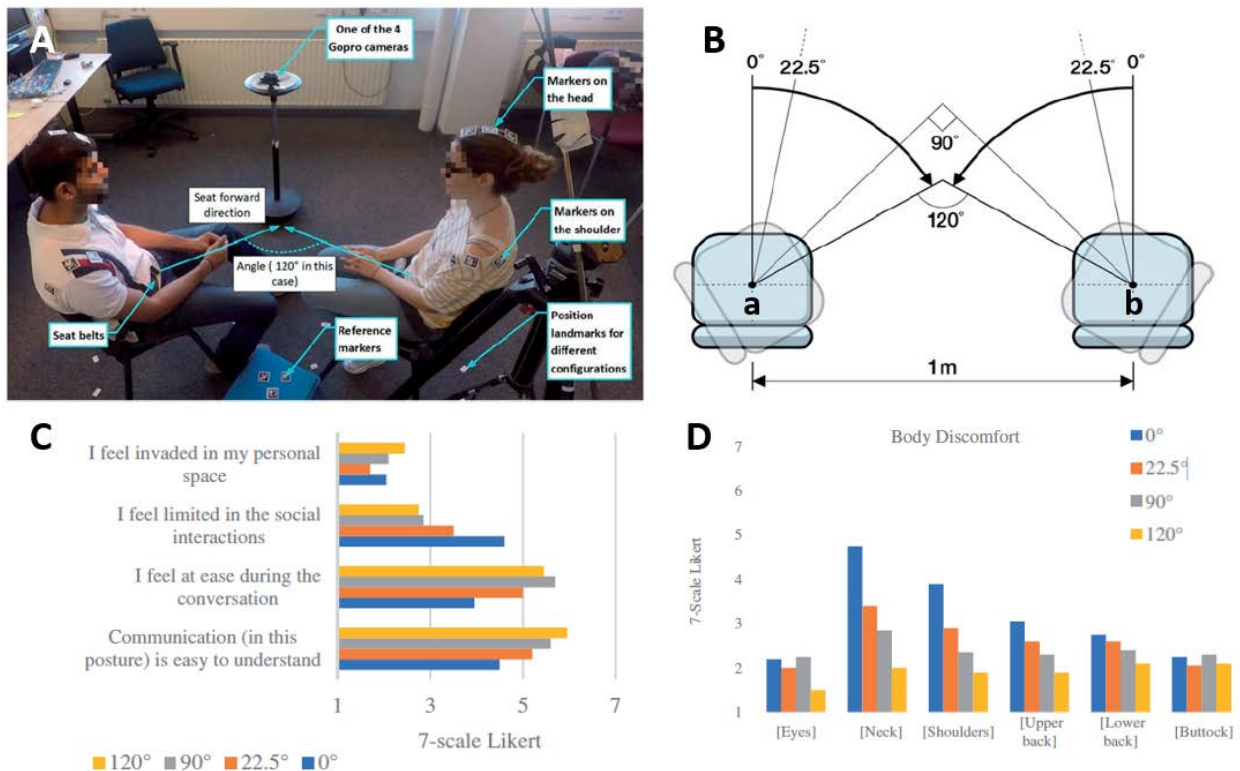 A
One of the 4
Gopro cameras
Markers on
the head
Seat forward
direction
Markers on
the shoulder
Angle ( 120° in this
case)
Seat belts
Reference
markers
Position
landmarks for
different
configurations
B
0°
22.5°
22.5°
0°
90°
120°
a
b
1m
C
I feel invaded in my personal
space
I feel limited in the social
interactions
I feel at ease during the
conversation
Communication (in this
posture) is easy to understand
1
3
5
7
7-scale Likert
120°
90°
22.5°
0°
D
Body Discomfort
0°
22.5°
90°
120°
7-Scale Likert
7
6
5
4
3
2
1
[Eyes]
[Neck]
[Shoulders]
[Upper
back]
[Lower
back]
[Buttock]